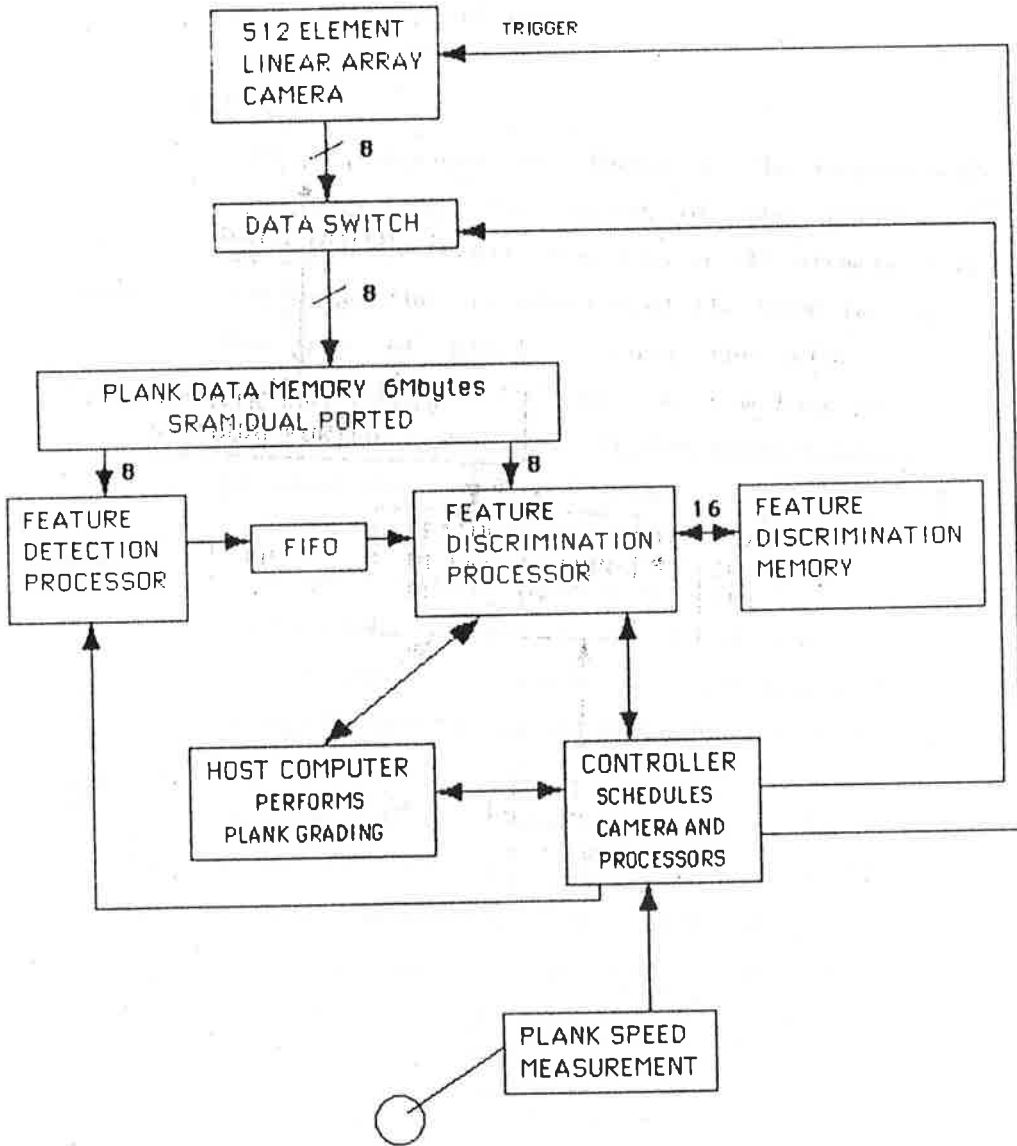 512 ELEMENT
LINEAR ARRAY
CAMERA
TRIGGER
8
DATA SWITCH
8
PLANK DATA MEMORY 6Mbytes
SRAM DUAL PORTED
8
8
FEATURE
DETECTION
PROCESSOR
FIFO
FEATURE
DISCRIMINATION
PROCESSOR
16
FEATURE
DISCRIMINATION
MEMORY
HOST COMPUTER
PERFORMS
PLANK GRADING
CONTROLLER
SCHEDULES
CAMERA AND
PROCESSORS
PLANK SPEED
MEASUREMENT